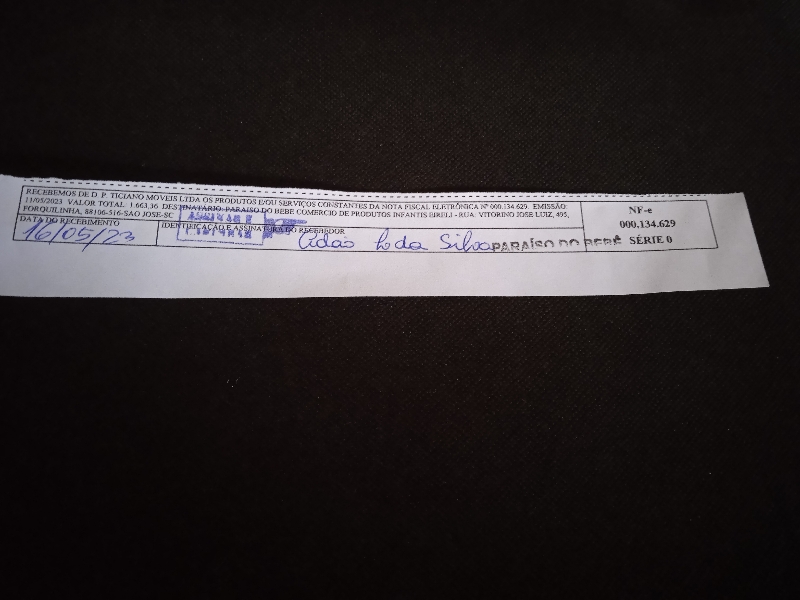 RECEBEMOS DE D. P. TICIANO MOVEIS LTDA OS PRODUTOS E/OU SERVIÇOS CONSTANTES DA NOTA FISCAL ELETRÔNICA Nº 000.134.629. EMISSÃO:
11/05/2023 VALOR TOTAL: 1.663,36 DESTINATÁRIO: PARAISO DO BEBE COMERCIO DE PRODUTOS INFANTIS EIRELI - RUA: VITORINO JOSE LUIZ, 495,
FORQUILINHA, 88106-516-SAO JOSE-SC
DATA DO RECEBIMENTO
16/05/23
IDENTIFICAÇÃO E ASSINATURA DO RECEBEDOR
Adão da Silva
PARAÍSO DO BEBÊ
NF-e
000.134.629
SÉRIE 0